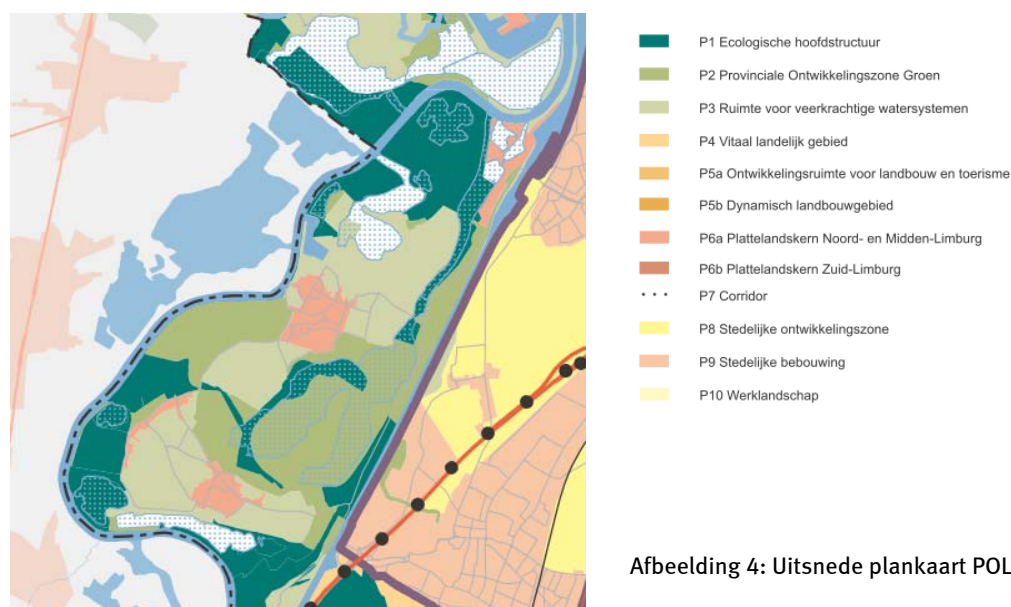 P1 Ecologische hoofdstructuur
P2 Provinciale Ontwikkelingszone Groen
P3 Ruimte voor veerkrachtige watersystemen
P4 Vitaal landelijk gebied
P5a Ontwikkelingsruimte voor landbouw en toerisme
P5b Dynamisch landbouwgebied
P6a Plattelandskern Noord- en Midden-Limburg
P6b Plattelandskern Zuid-Limburg
P7 Corridor
P8 Stedelijke ontwikkelingszone
P9 Stedelijke bebouwing
P10 Werklandschap
Afbeelding 4: Uitsnede plankaart POL